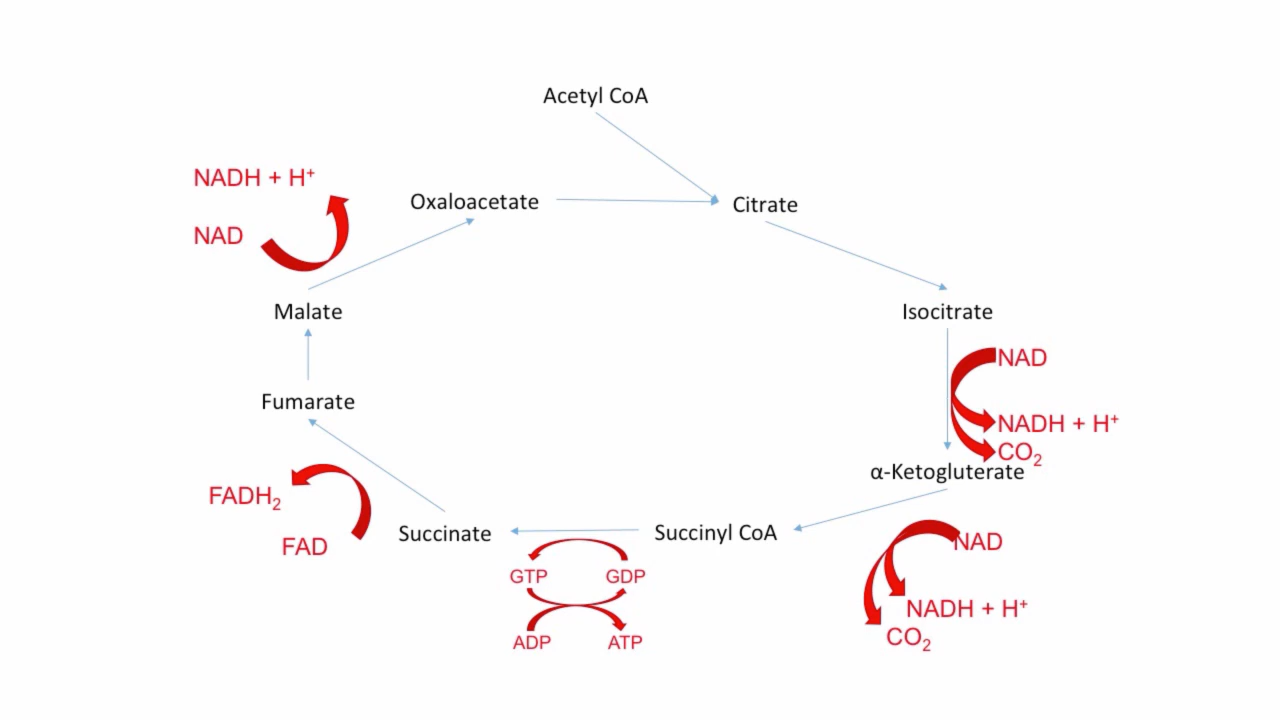 Acetyl CoA
NADH + H⁺
Oxaloacetate
Citrate
NAD
Malate
Isocitrate
NAD
Fumarate
NADH + H⁺
CO₂
α-Ketogluterate
FADH₂
Succinate
Succinyl CoA
FAD
NAD
GTP
GDP
NADH + H⁺
CO₂
ADP
ATP